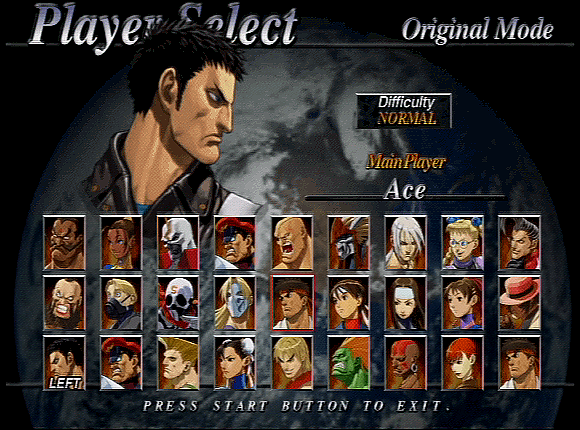 Player Select
Original Mode
Difficulty
NORMAL
Main Player
Ace
S
LEFT
PRESS START BUTTON TO EXIT.